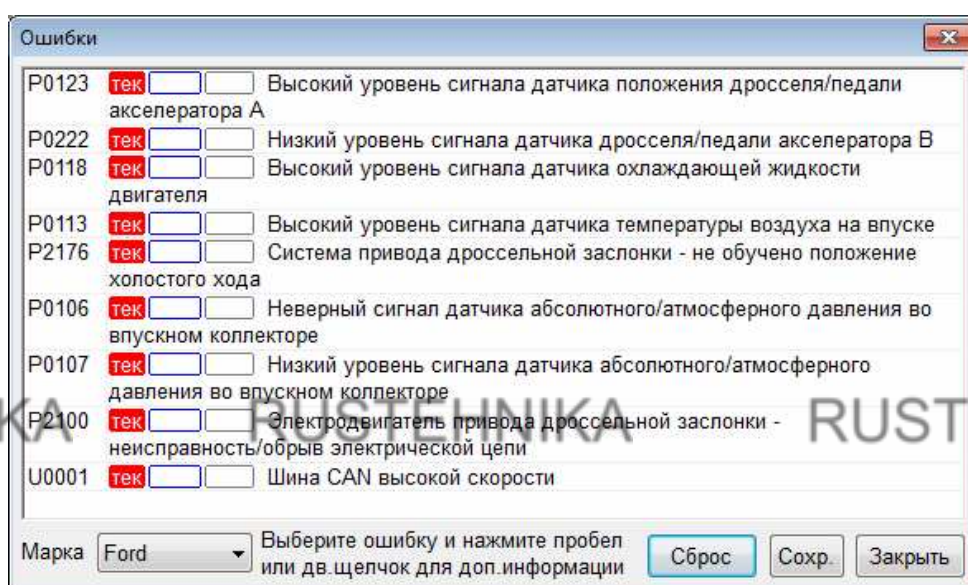 Ошибки
P0123 тек Высокий уровень сигнала датчика положения дросселя/педали
акселератора А
P0222 тек Низкий уровень сигнала датчика дросселя/педали акселератора В
P0118 тек Высокий уровень сигнала датчика охлаждающей жидкости
двигателя
P0113 тек Высокий уровень сигнала датчика температуры воздуха на впуске
P2176 тек Система привода дроссельной заслонки - не обучено положение
холостого хода
P0106 тек Неверный сигнал датчика абсолютного/атмосферного давления во
впускном коллекторе
P0107 тек Низкий уровень сигнала датчика абсолютного/атмосферного
давления во впускном коллекторе
P2100 тек Электродвигатель привода дроссельной заслонки -
неисправность/обрыв электрической цепи
KA RUSTEHNIKA RUST
U0001 тек Шина CAN высокой скорости
Марка Ford Выберите ошибку и нажмите пробел
или дв.щелчок для доп.информации Сброс Сохр. Закрыть